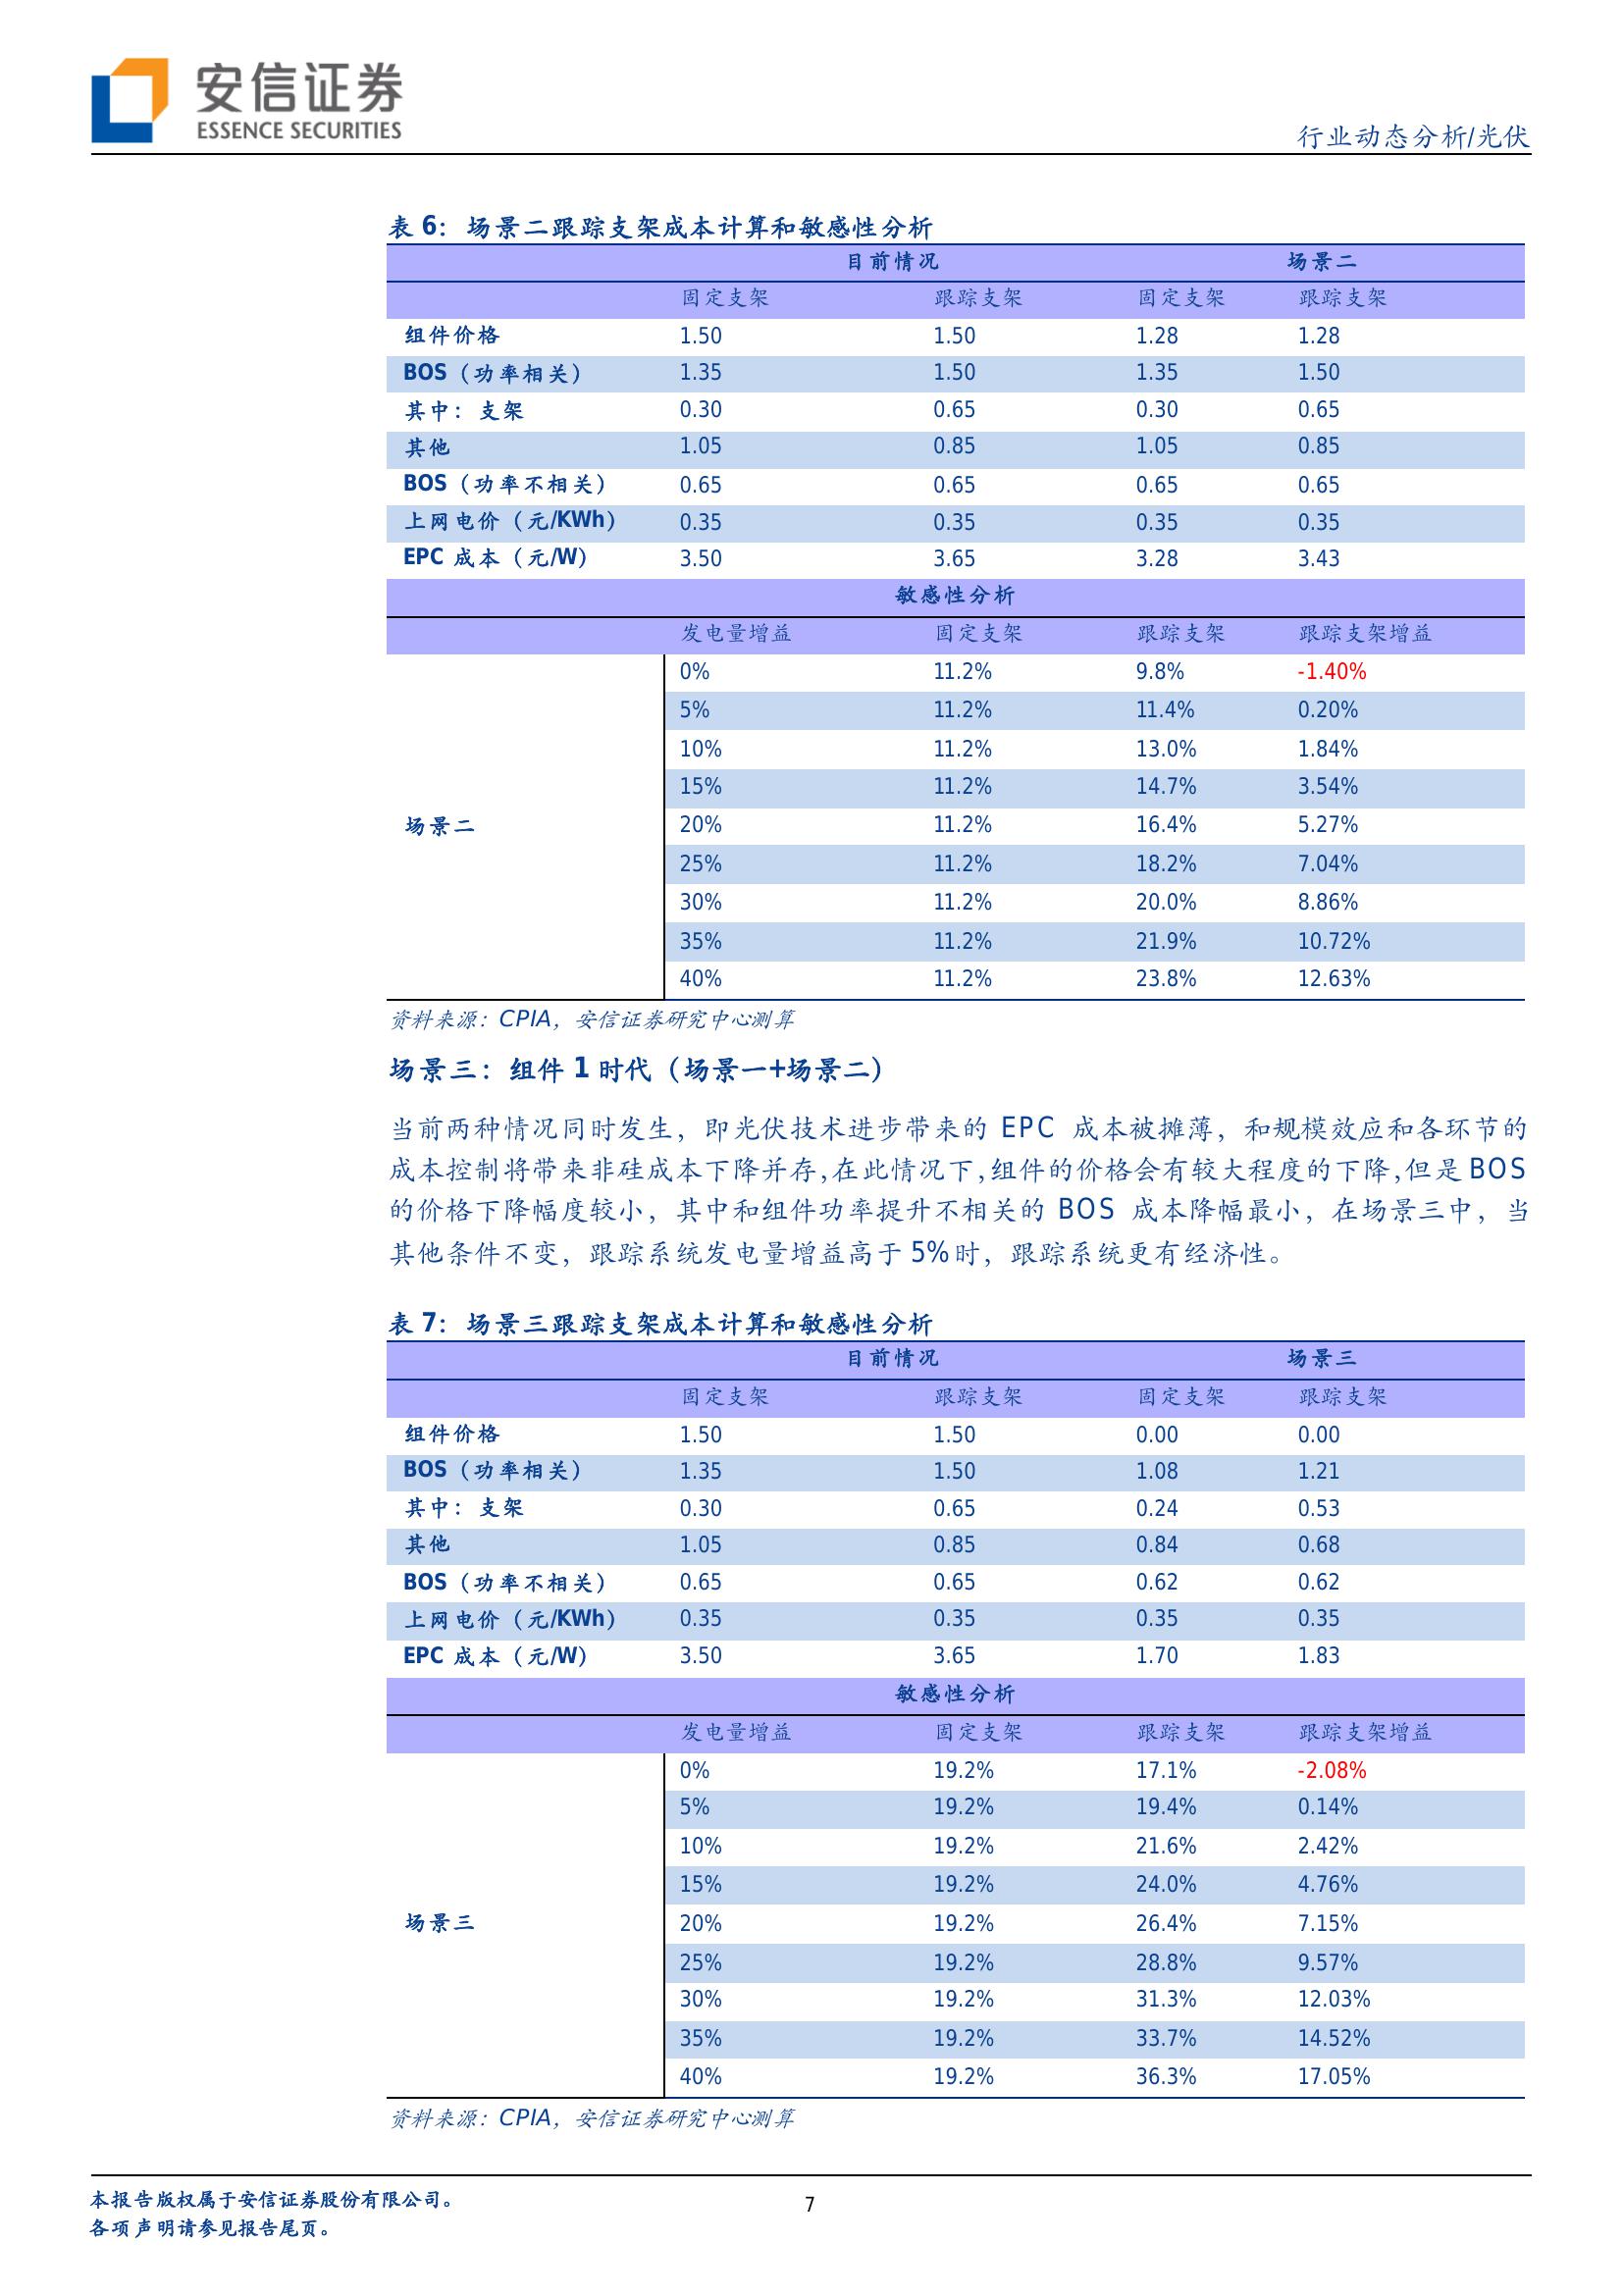 安信证券
ESSENCE SECURITIES
行业动态分析/光伏
表 6：场景二跟踪支架成本计算和敏感性分析
目前情况 场景二
固定支架 跟踪支架 固定支架 跟踪支架
组件价格 1.50 1.50 1.28 1.28
BOS（功率相关） 1.35 1.50 1.35 1.50
其中：支架 0.30 0.65 0.30 0.65
其他 1.05 0.85 1.05 0.85
BOS（功率不相关） 0.65 0.65 0.65 0.65
上网电价（元/KWh） 0.35 0.35 0.35 0.35
EPC 成本（元/W） 3.50 3.65 3.28 3.43
敏感性分析
发电量增益 固定支架 跟踪支架 跟踪支架增益
0% 11.2% 9.8% -1.40%
5% 11.2% 11.4% 0.20%
10% 11.2% 13.0% 1.84%
15% 11.2% 14.7% 3.54%
场景二 20% 11.2% 16.4% 5.27%
25% 11.2% 18.2% 7.04%
30% 11.2% 20.0% 8.86%
35% 11.2% 21.9% 10.72%
40% 11.2% 23.8% 12.63%
资料来源：CPIA，安信证券研究中心测算
场景三：组件 1 时代（场景一+场景二）
当前两种情况同时发生，即光伏技术进步带来的 EPC 成本被摊薄，和规模效应和各环节的
成本控制将带来非硅成本下降并存,在此情况下,组件的价格会有较大程度的下降,但是 BOS
的价格下降幅度较小，其中和组件功率提升不相关的 BOS 成本降幅最小，在场景三中，当
其他条件不变，跟踪系统发电量增益高于 5%时，跟踪系统更有经济性。
表 7：场景三跟踪支架成本计算和敏感性分析
目前情况 场景三
固定支架 跟踪支架 固定支架 跟踪支架
组件价格 1.50 1.50 0.00 0.00
BOS（功率相关） 1.35 1.50 1.08 1.21
其中：支架 0.30 0.65 0.24 0.53
其他 1.05 0.85 0.84 0.68
BOS（功率不相关） 0.65 0.65 0.62 0.62
上网电价（元/KWh） 0.35 0.35 0.35 0.35
EPC 成本（元/W） 3.50 3.65 1.70 1.83
敏感性分析
发电量增益 固定支架 跟踪支架 跟踪支架增益
0% 19.2% 17.1% -2.08%
5% 19.2% 19.4% 0.14%
10% 19.2% 21.6% 2.42%
15% 19.2% 24.0% 4.76%
场景三 20% 19.2% 26.4% 7.15%
25% 19.2% 28.8% 9.57%
30% 19.2% 31.3% 12.03%
35% 19.2% 33.7% 14.52%
40% 19.2% 36.3% 17.05%
资料来源：CPIA，安信证券研究中心测算
本报告版权属于安信证券股份有限公司。
7
各项声明请参见报告尾页。